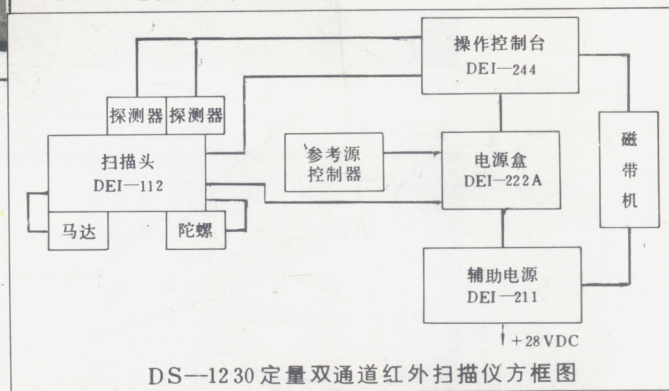 操作控制台
DEI—244
探测器
探测器
扫描头
DEI—112
参考源
控制器
电源盒
DEI—222A
磁带机
马达
陀螺
辅助电源
DEI—211
+28VDC
DS—1230定量双通道红外扫描仪方框图